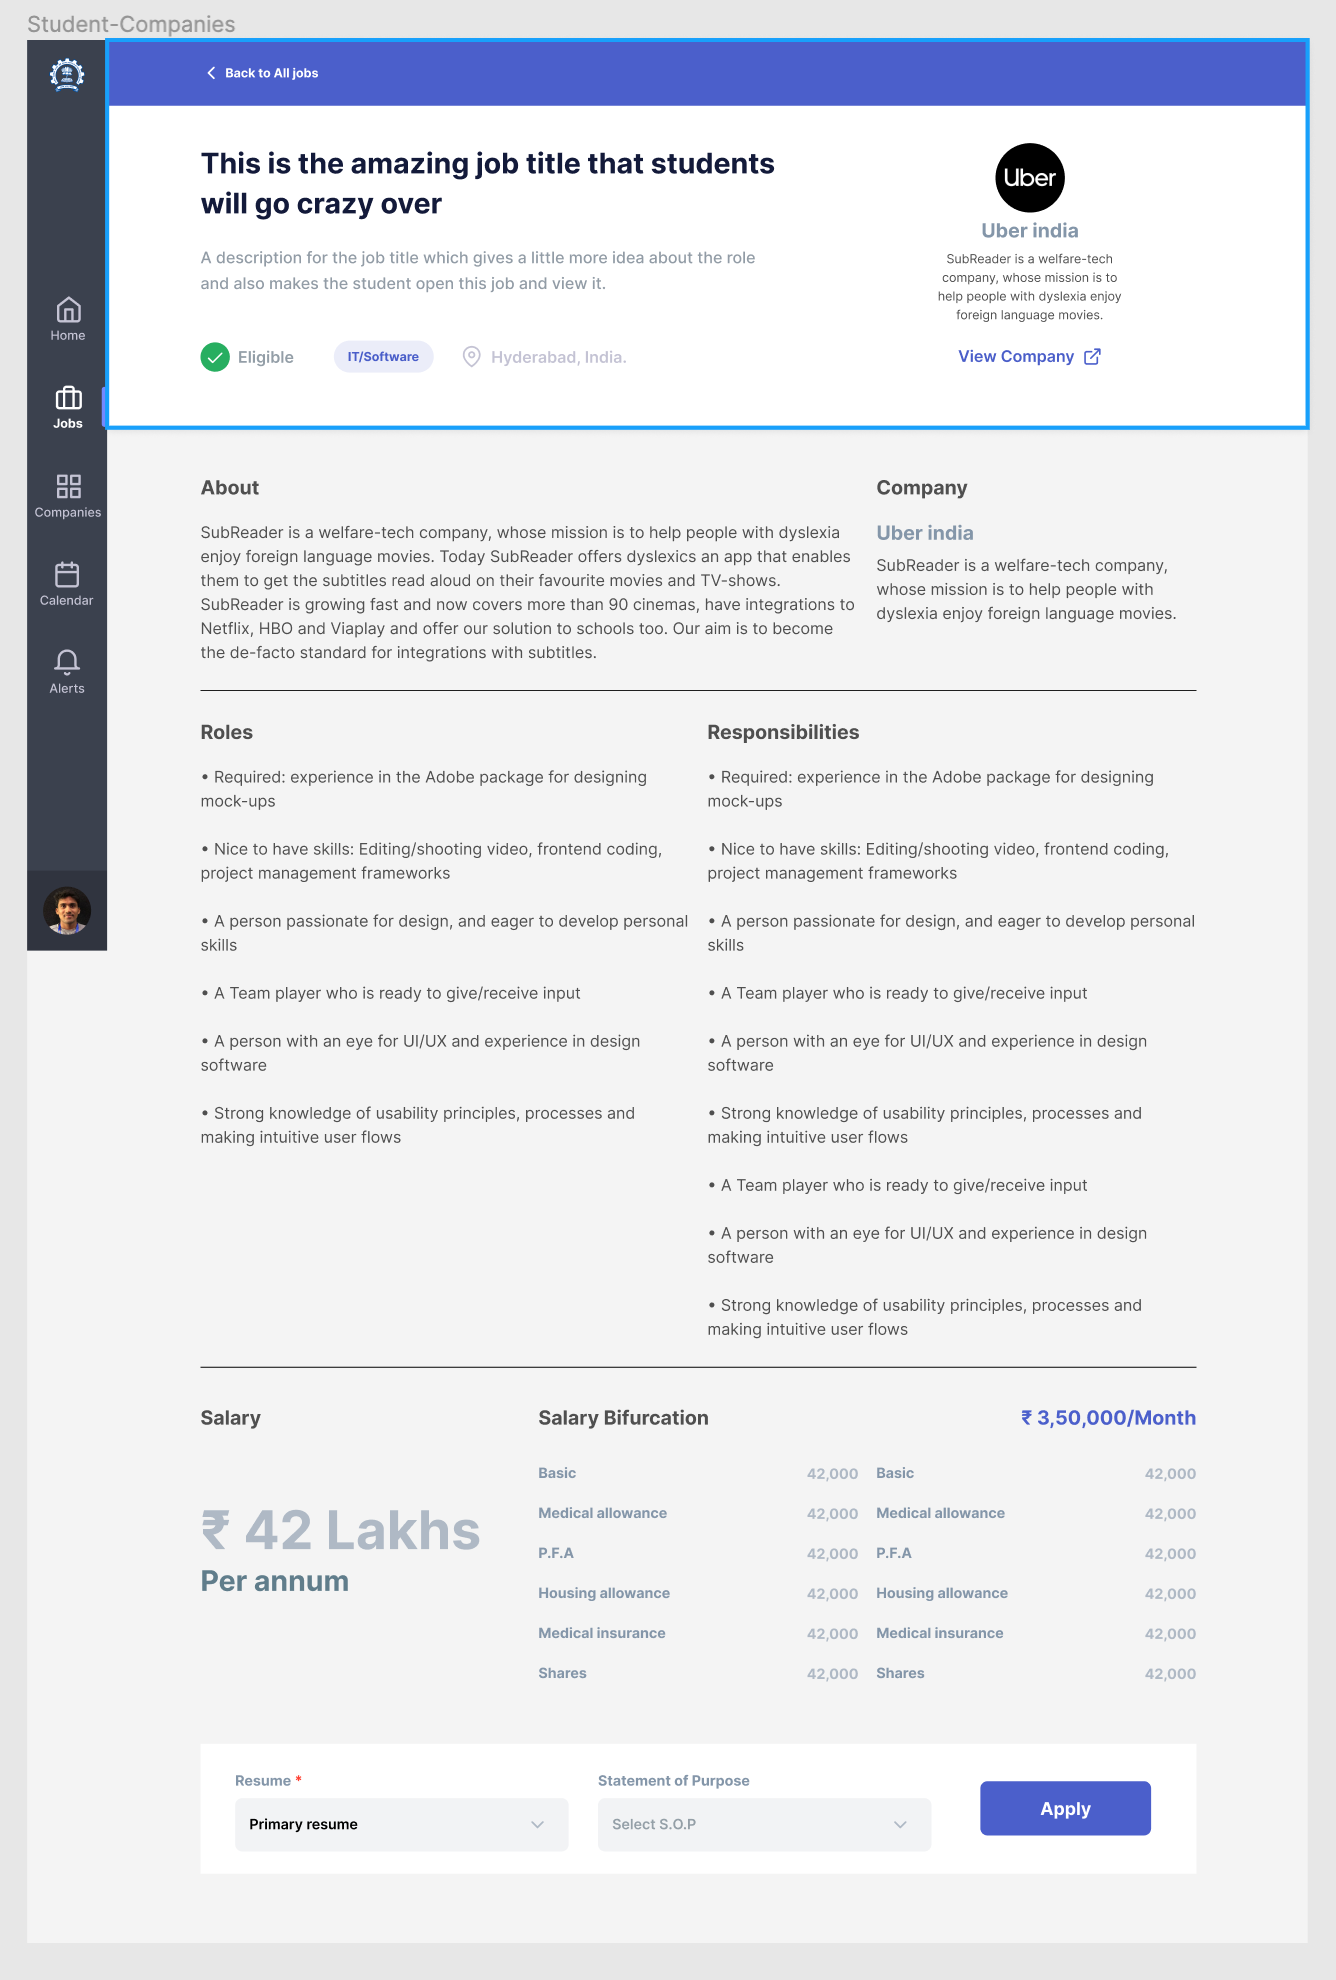 Student-Companies
Back to All jobs
This is the amazing job title that students
will go crazy over
A description for the job title which gives a little more idea about the role
and also makes the student open this job and view it.
Eligible
IT/Software
Hyderabad, India.
Uber
Uber india
SubReader is a welfare-tech
company, whose mission is to
help people with dyslexia enjoy
foreign language movies.
View Company
Home
Jobs
Companies
Calendar
Alerts
About
SubReader is a welfare-tech company, whose mission is to help people with dyslexia
enjoy foreign language movies. Today SubReader offers dyslexics an app that enables
them to get the subtitles read aloud on their favourite movies and TV-shows.
SubReader is growing fast and now covers more than 90 cinemas, have integrations to
Netflix, HBO and Viaplay and offer our solution to schools too. Our aim is to become
the de-facto standard for integrations with subtitles.
Company
Uber india
SubReader is a welfare-tech company,
whose mission is to help people with
dyslexia enjoy foreign language movies.
Roles
• Required: experience in the Adobe package for designing
mock-ups
• Nice to have skills: Editing/shooting video, frontend coding,
project management frameworks
• A person passionate for design, and eager to develop personal
skills
• A Team player who is ready to give/receive input
• A person with an eye for UI/UX and experience in design
software
• Strong knowledge of usability principles, processes and
making intuitive user flows
Responsibilities
• Required: experience in the Adobe package for designing
mock-ups
• Nice to have skills: Editing/shooting video, frontend coding,
project management frameworks
• A person passionate for design, and eager to develop personal
skills
• A Team player who is ready to give/receive input
• A person with an eye for UI/UX and experience in design
software
• Strong knowledge of usability principles, processes and
making intuitive user flows
• A Team player who is ready to give/receive input
• A person with an eye for UI/UX and experience in design
software
• Strong knowledge of usability principles, processes and
making intuitive user flows
Salary
₹ 42 Lakhs
Per annum
Salary Bifurcation
₹ 3,50,000/Month
Basic 42,000 Basic 42,000
Medical allowance 42,000 Medical allowance 42,000
P.F.A 42,000 P.F.A 42,000
Housing allowance 42,000 Housing allowance 42,000
Medical insurance 42,000 Medical insurance 42,000
Shares 42,000 Shares 42,000
Resume *
Primary resume
Statement of Purpose
Select S.O.P
Apply